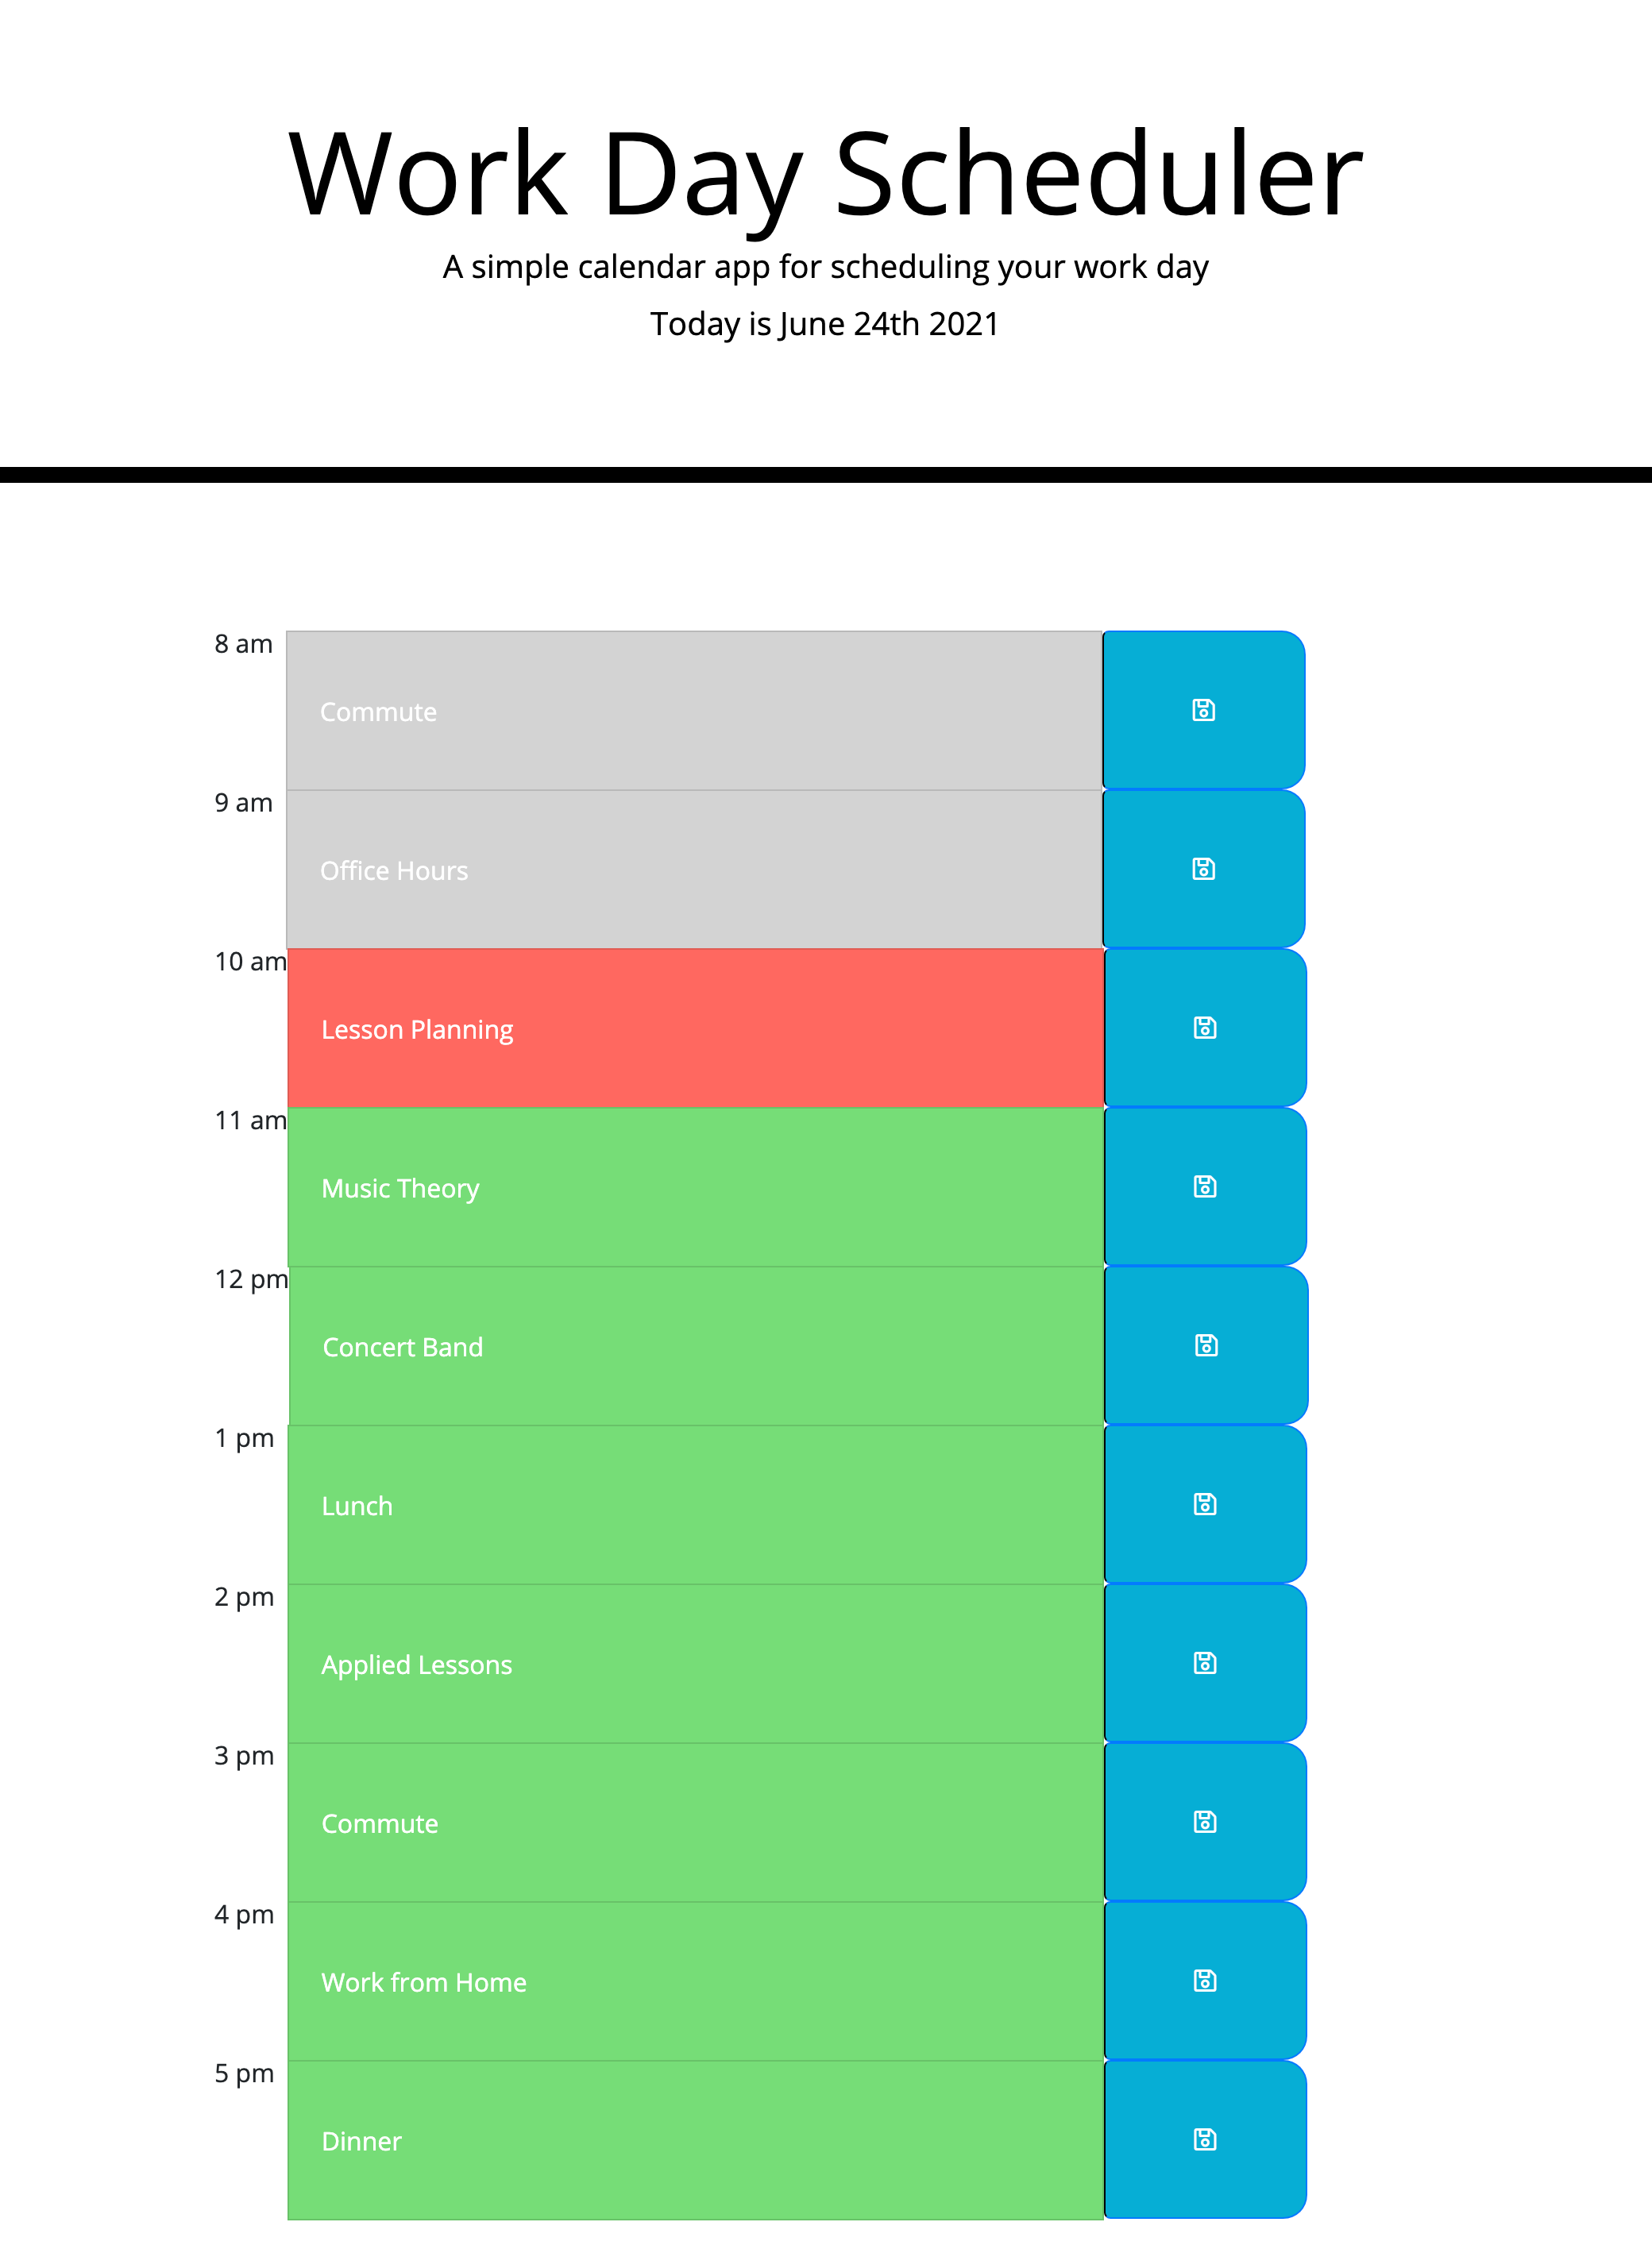 Work Day Scheduler
A simple calendar app for scheduling your work day
Today is June 24th 2021
8 am
Commute
9 am
Office Hours
10 am
Lesson Planning
11 am
Music Theory
12 pm
Concert Band
1 pm
Lunch
2 pm
Applied Lessons
3 pm
Commute
4 pm
Work from Home
5 pm
Dinner